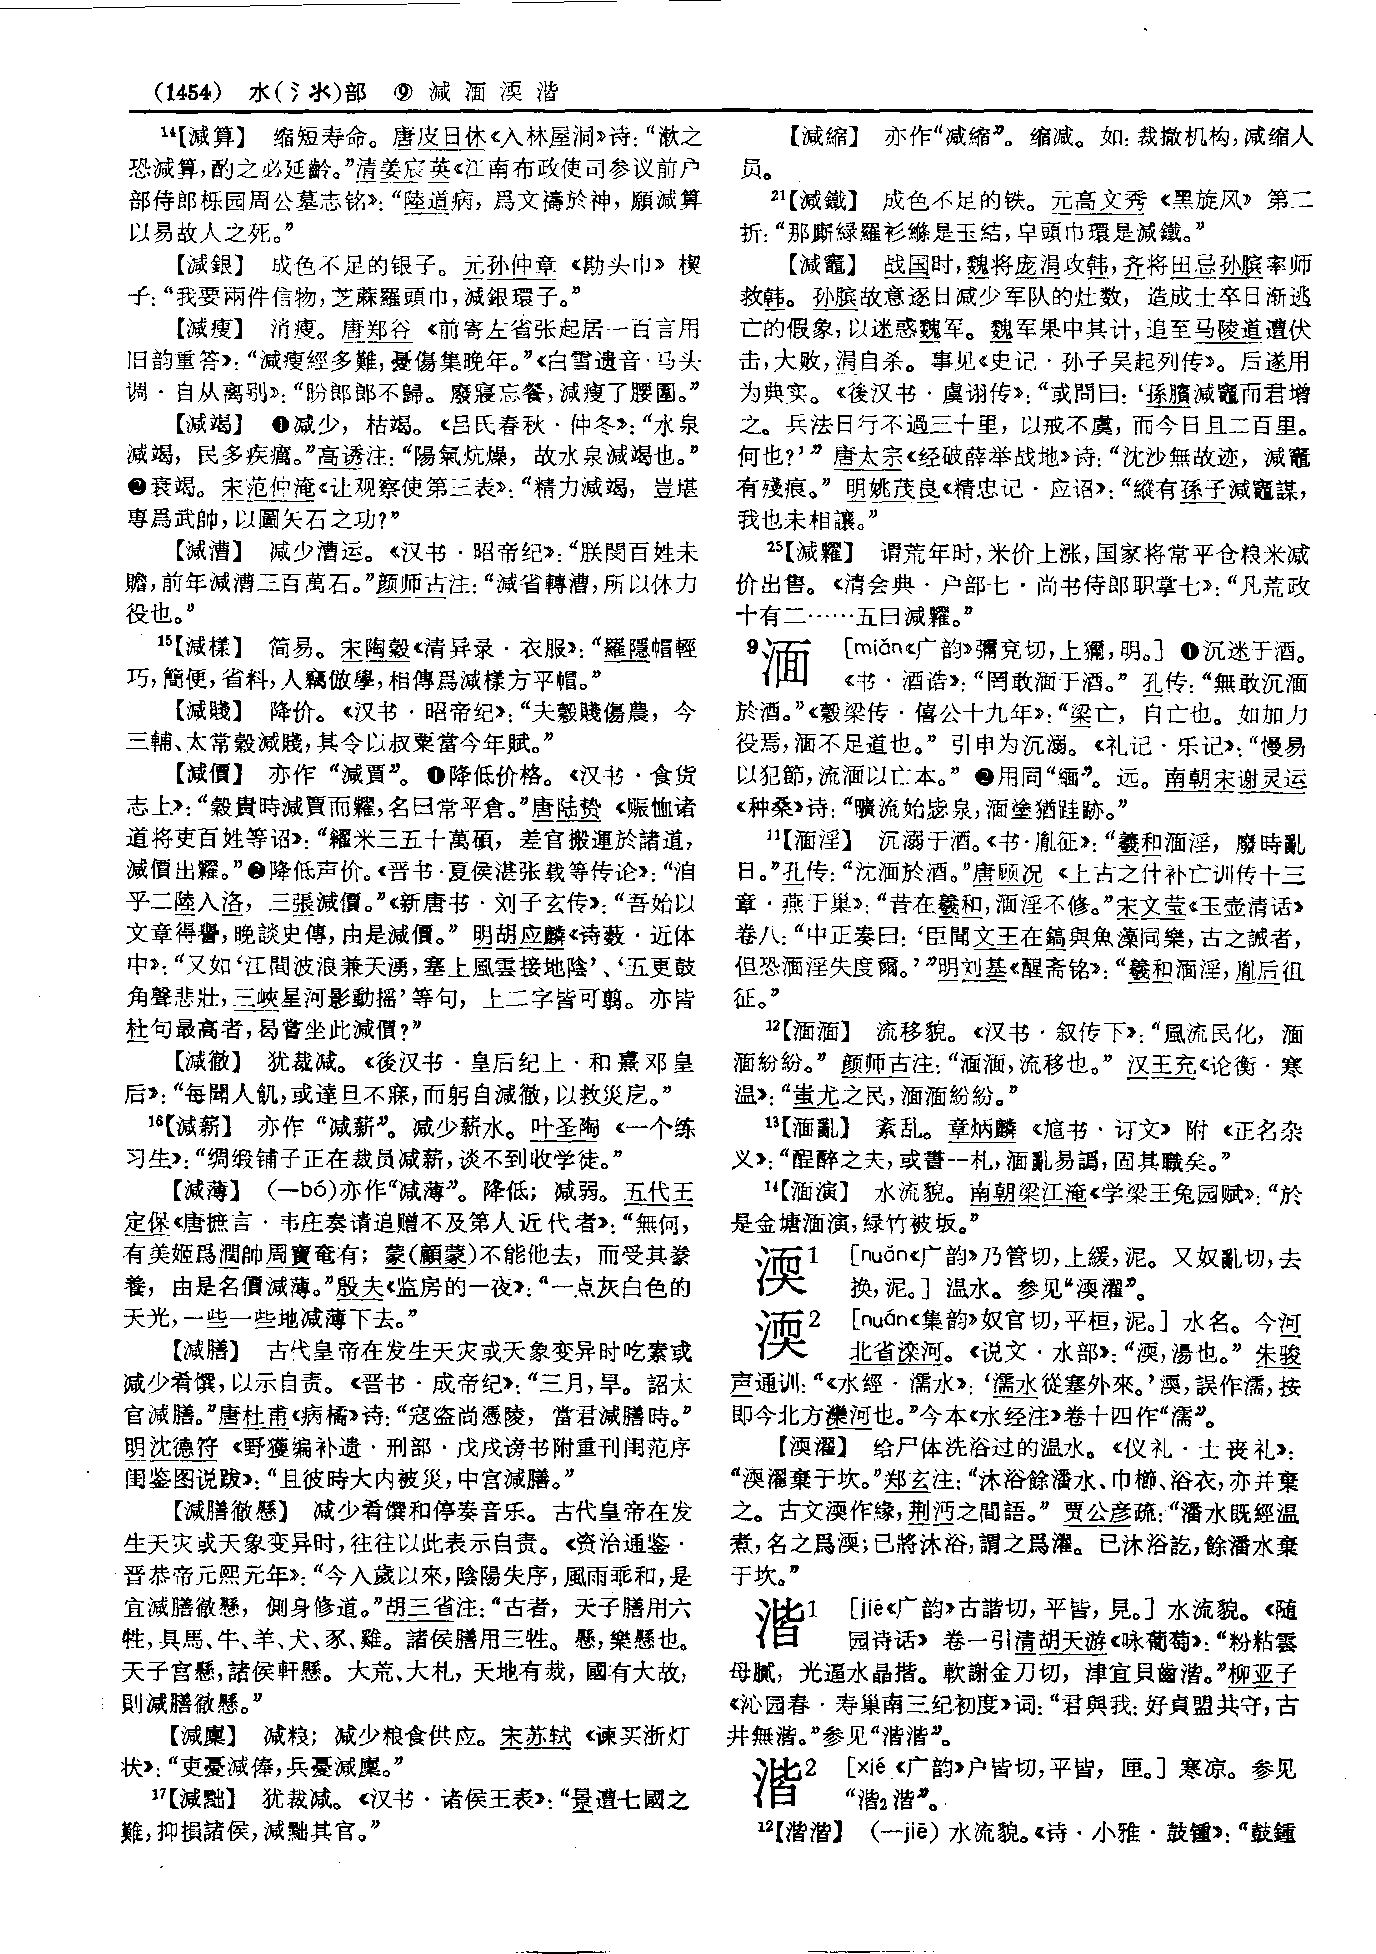 （1454） 水(氵氺)部 ⑨ 減湎渜湝
14【減算】 缩短寿命。唐皮日休《入林屋洞》诗：“漱之
恐減算，酌之必延齡。”清姜宸英《江南布政使司参议前户
部侍郎栎园周公墓志铭》：“陸道病，爲文禱於神，願減算
以易故人之死。”
【減銀】 成色不足的银子。元孙仲章《勘头巾》楔
子：“我要兩件信物，芝蔴羅頭巾，減銀環子。”
【減瘦】 消瘦。唐郑谷《前寄左省张起居一百言用
旧韵重答》：“減瘦經多難，憂傷集晚年。”《白雪遗音·马头
调·自从离别》：“盼郎郎不歸。廢寢忘餐，減瘦了腰圍。”
【減竭】 ❶减少，枯竭。《吕氏春秋·仲冬》：“水泉
減竭，民多疾癘。”高诱注：“陽氣炕燥，故水泉減竭也。”
❷衰竭。宋范仲淹《让观察使第三表》：“精力減竭，豈堪
專爲武帥，以圖矢石之功？”
【減漕】 减少漕运。《汉书·昭帝纪》：“朕閔百姓未
贍，前年減漕三百萬石。”颜师古注：“減省轉漕，所以休力
役也。”
15【減樣】 简易。宋陶穀《清异录·衣服》：“羅隱帽輕
巧，簡便，省料，人竊倣學，相傳爲減樣方平帽。”
【減賤】 降价。《汉书·昭帝纪》：“夫穀賤傷農，今
三輔、太常穀減賤，其令以叔粟當今年賦。”
【減價】 亦作“減賈”。❶降低价格。《汉书·食货
志上》：“穀貴時減賈而糶，名曰常平倉。”唐陆贽《赈恤诸
道将吏百姓等诏》：“糶米三五十萬碩，差官搬運於諸道，
減價出糶。”❷降低声价。《晋书·夏侯湛张载等传论》：“洎
乎二陸入洛，三張減價。”《新唐书·刘子玄传》：“吾始以
文章得譽，晚談史傳，由是減價。”明胡应麟《诗薮·近体
中》：“又如‘江間波浪兼天湧，塞上風雲接地陰’、‘五更鼓
角聲悲壯，三峽星河影動摇’等句，上二字皆可翦。亦皆
杜句最高者，曷嘗坐此減價？”
【減徹】 犹裁减。《後汉书·皇后纪上·和熹邓皇
后》：“每聞人飢，或達旦不寐，而躬自減徹，以救災戹。”
16【減薪】 亦作“减薪”。减少薪水。叶圣陶《一个练
习生》：“绸缎铺子正在裁员减薪，谈不到收学徒。”
【減薄】 （—bó）亦作“减薄”。降低；减弱。五代王
定保《唐摭言·韦庄奏请追赠不及第人近代者》：“無何，
有美姬爲潤帥周寶奄有；蒙（顧蒙）不能他去，而受其豢
養，由是名價減薄。”殷夫《监房的一夜》：“一点灰白色的
天光，一些一些地减薄下去。”
【減膳】 古代皇帝在发生天灾或天象变异时吃素或
减少肴馔，以示自责。《晋书·成帝纪》：“三月，旱。詔太
官減膳。”唐杜甫《病橘》诗：“寇盗尚憑陵，當君減膳時。”
明沈德符《野獲编补遗·刑部·戊戌谤书附重刊闺范序
闺鉴图说跋》：“且彼時大内被災，中宫減膳。”
【減膳徹懸】 减少肴馔和停奏音乐。古代皇帝在发
生天灾或天象变异时，往往以此表示自责。《资治通鉴·
晋恭帝元熙元年》：“今入歲以來，陰陽失序，風雨乖和，是
宜減膳徹懸，側身修道。”胡三省注：“古者，天子膳用六
牲，具馬、牛、羊、犬、豕、雞。諸侯膳用三牲。懸，樂懸也。
天子宫懸，諸侯軒懸。大荒、大札，天地有裁，國有大故，
則減膳徹懸。”
【減廩】 减粮；减少粮食供应。宋苏轼《谏买浙灯
状》：“吏憂減俸，兵憂減廩。”
17【減黜】 犹裁减。《汉书·诸侯王表》：“景遭七國之
難，抑損諸侯，減黜其官。”
【減縮】 亦作“减缩”。缩减。如：裁撤机构，减缩人
员。
21【減鐵】 成色不足的铁。元高文秀《黑旋风》第二
折：“那厮緑羅衫縧是玉結，皁頭巾環是減鐵。”
【減竈】 战国时，魏将庞涓攻韩，齐将田忌孙膑率师
救韩。孙膑故意逐日减少军队的灶数，造成士卒日渐逃
亡的假象，以迷惑魏军。魏军果中其计，追至马陵道遭伏
击，大败，涓自杀。事见《史记·孙子吴起列传》。后遂用
为典实。《後汉书·虞诩传》：“或問曰：‘孫臏減竈而君增
之。兵法日行不過三十里，以戒不虞，而今日且二百里。
何也？’”唐太宗《经破薛举战地》诗：“沈沙無故迹，減竈
有殘痕。”明姚茂良《精忠记·应诏》：“縱有孫子減竈謀，
我也未相讓。”
25【減糶】 谓荒年时，米价上涨，国家将常平仓粮米减
价出售。《清会典·户部七·尚书侍郎职掌七》：“凡荒政
十有二……五曰減糶。”
9湎 ［miǎn《广韵》彌兖切，上獮，明。］❶沉迷于酒。
《书·酒诰》：“罔敢湎于酒。”孔传：“無敢沉湎
於酒。”《穀梁传·僖公十九年》：“梁亡，自亡也。如加力
役焉，湎不足道也。”引申为沉溺。《礼记·乐记》：“慢易
以犯節，流湎以亡本。”❷用同“缅”。远。南朝宋谢灵运
《种桑》诗：“曠流始毖泉，湎塗猶跬跡。”
11【湎淫】 沉溺于酒。《书·胤征》：“羲和湎淫，廢時亂
日。”孔传：“沈湎於酒。”唐顾况《上古之什补亡训传十三
章·燕于巢》：“昔在羲和，湎淫不修。”宋文莹《玉壶清话》
卷八：“中正奏曰：‘臣聞文王在鎬與魚藻同樂，古之誠者，
但恐湎淫失度爾。’”明刘基《醒斋铭》：“羲和湎淫，胤后徂
征。”
12【湎湎】 流移貌。《汉书·叙传下》：“風流民化，湎
湎紛紛。”颜师古注：“湎湎，流移也。”汉王充《论衡·寒
温》：“蚩尤之民，湎湎紛紛。”
13【湎亂】 紊乱。章炳麟《訄书·订文》附《正名杂
义》：“酲醉之夫，或書一札，湎亂易譌，固其職矣。”
14【湎演】 水流貌。南朝梁江淹《学梁王兔园赋》：“於
是金塘湎演，緑竹被坂。”
渜1 ［nuǎn《广韵》乃管切，上緩，泥。又奴亂切，去
换，泥。］温水。参见“渜濯”。
渜2 ［nuán《集韵》奴官切，平桓，泥。］水名。今河
北省滦河。《说文·水部》：“渜，湯也。”朱骏
声通训：“《水經·濡水》：‘濡水從塞外來。’渜，誤作濡，按
即今北方灤河也。”今本《水经注》卷十四作“濡”。
【渜濯】 给尸体洗浴过的温水。《仪礼·士丧礼》：
“渜濯棄于坎。”郑玄注：“沐浴餘潘水、巾櫛、浴衣，亦并棄
之。古文渜作緣，荆沔之間語。”贾公彦疏：“潘水既經温
煮，名之爲渜；已將沐浴，謂之爲濯。已沐浴訖，餘潘水棄
于坎。”
湝1 ［jiē《广韵》古諧切，平皆，見。］水流貌。《随
园诗话》卷一引清胡天游《咏葡萄》：“粉粘雲
母膩，光逼水晶揩。軟謝金刀切，津宜貝齒湝。”柳亚子
《沁园春·寿巢南三纪初度》词：“君與我：好貞盟共守，古
井無湝。”参见“湝湝”。
湝2 ［xié《广韵》户皆切，平皆，匣。］寒凉。参见
“湝2湝”。
12【湝湝】 （—jiē）水流貌。《诗·小雅·鼓锺》：“鼓鍾